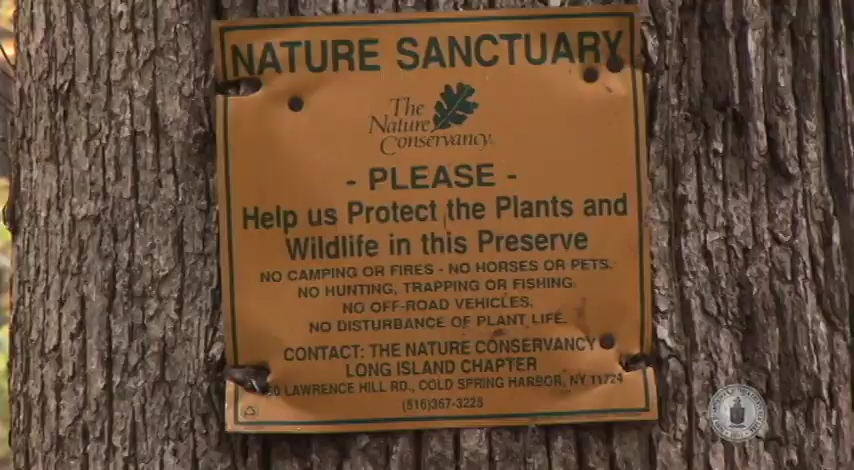 NATURE SANCTUARY
The
Nature
Conservancy.
- PLEASE -
Help us Protect the Plants and
Wildlife in this Preserve
NO CAMPING OR FIRES - NO HORSES OR PETS.
NO HUNTING, TRAPPING OR FISHING.
NO OFF-ROAD VEHICLES.
NO DISTURBANCE OF PLANT LIFE.
CONTACT: THE NATURE CONSERVANCY
LONG ISLAND CHAPTER
LAWRENCE HILL RD., COLD SPRING HARBOR, NY 11724
(516)367-3225